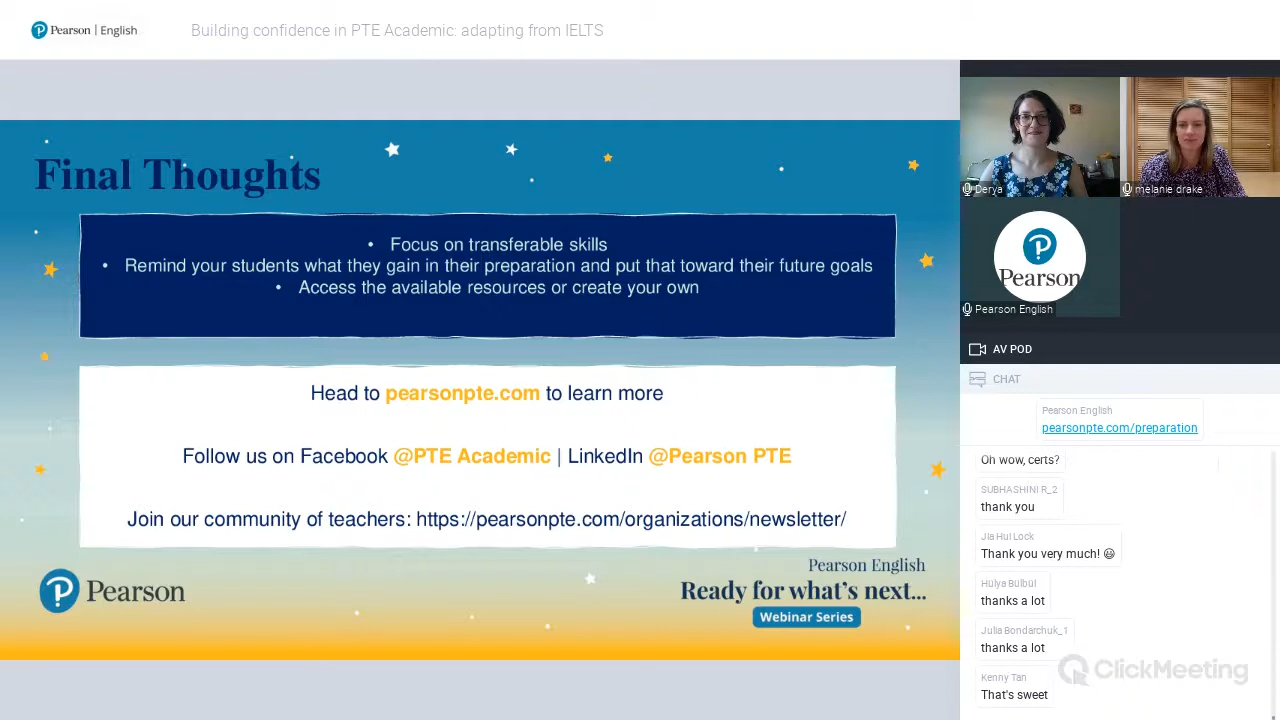 Pearson | English
Building confidence in PTE Academic: adapting from IELTS
Final Thoughts
• Focus on transferable skills
• Remind your students what they gain in their preparation and put that toward their future goals
• Access the available resources or create your own
Head to pearsonpte.com to learn more
Follow us on Facebook @PTE Academic | LinkedIn @Pearson PTE
Join our community of teachers: https://pearsonpte.com/organizations/newsletter/
Pearson
Pearson English
Ready for what's next...
Webinar Series
Derya
melanie drake
Pearson
Pearson English
AV POD
CHAT
Pearson English
pearsonpte.com/preparation
Oh wow, certs?
SUBHASHINI R_2
thank you
Jia Hui Lock
Thank you very much! 😃
Hülya Bülbül
thanks a lot
Julia Bondarchuk_1
thanks a lot
Kenny Tan
That's sweet
ClickMeeting